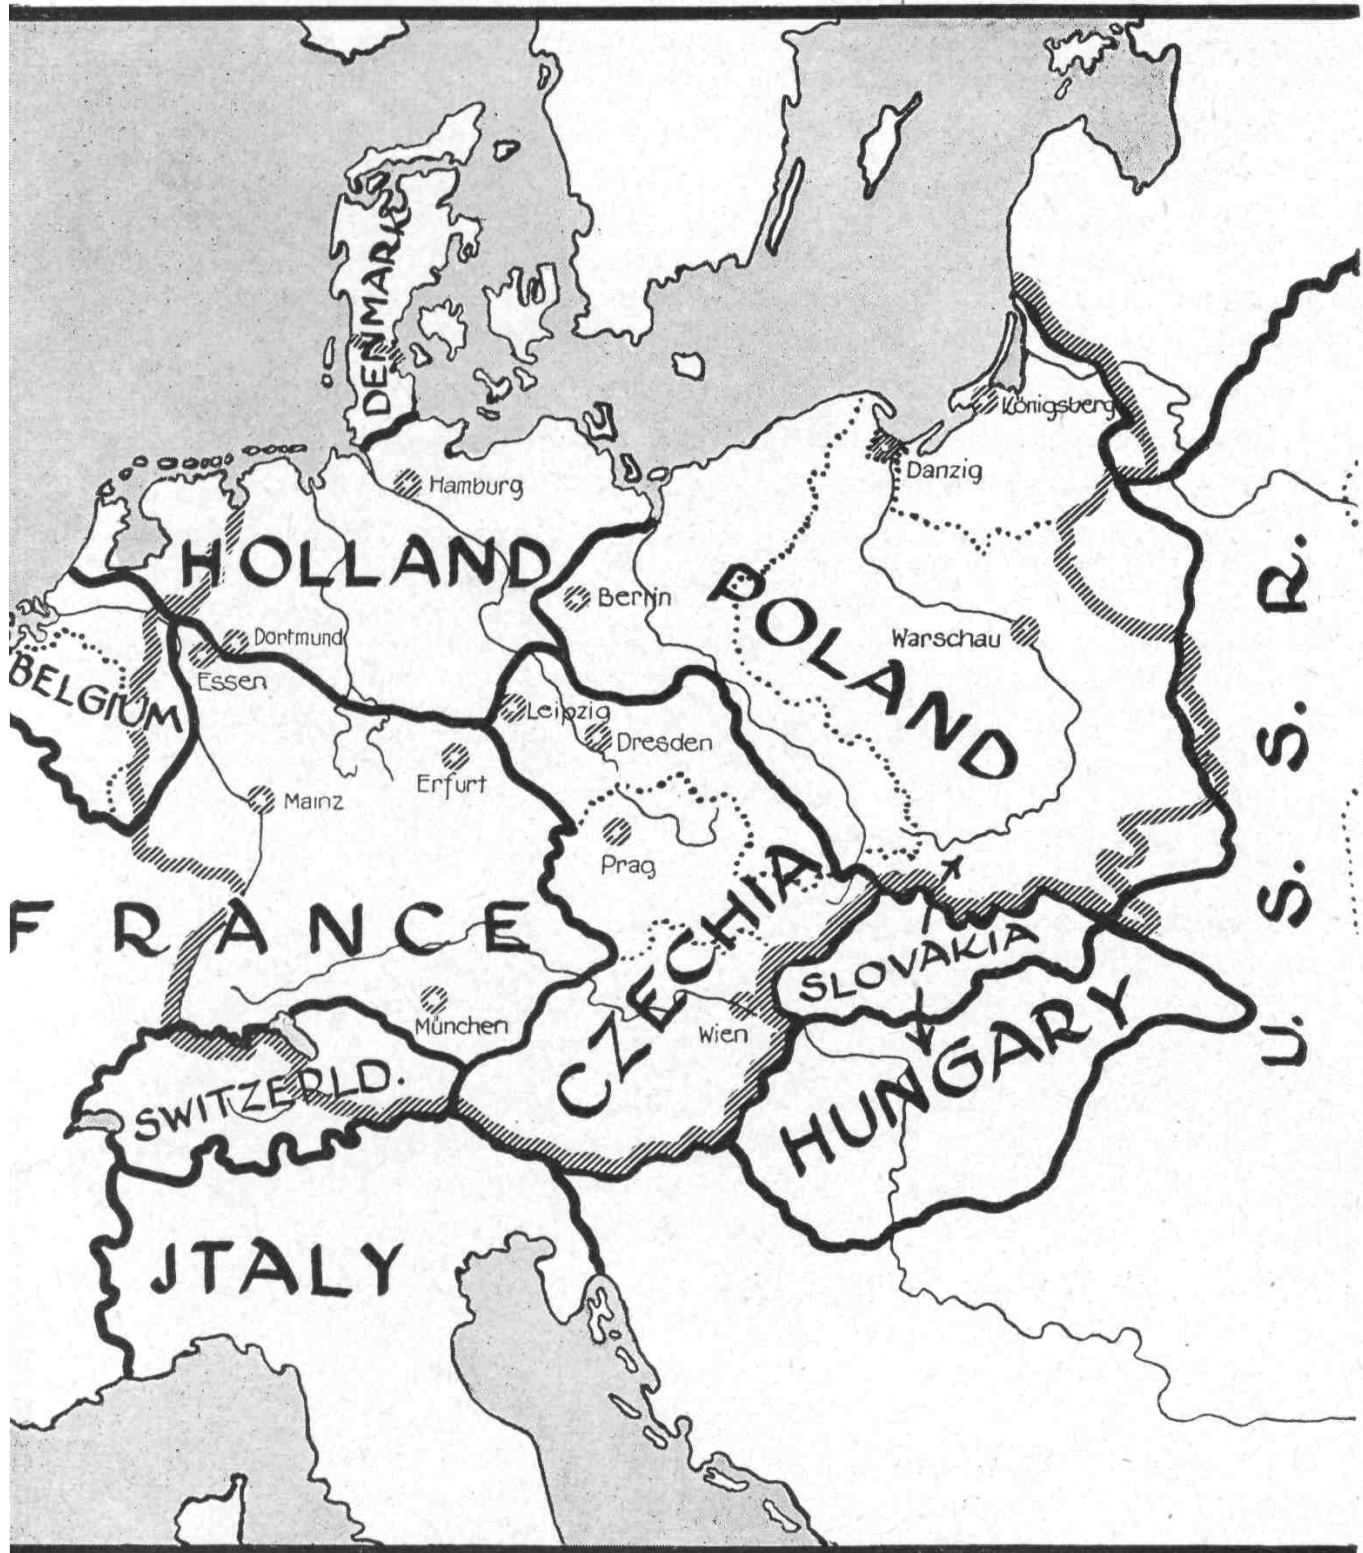 DENMARK
Königsberg
Danzig
Hamburg
HOLLAND
Berlin
POLAND
Warschau
Dortmund
Essen
BELGIUM
Leipzig
Dresden
Erfurt
Mainz
Prag
FRANCE
CZECHIA
SLOVAKIA
München
Wien
HUNGARY
SWITZERLD.
JTALY
U. S. S. R.